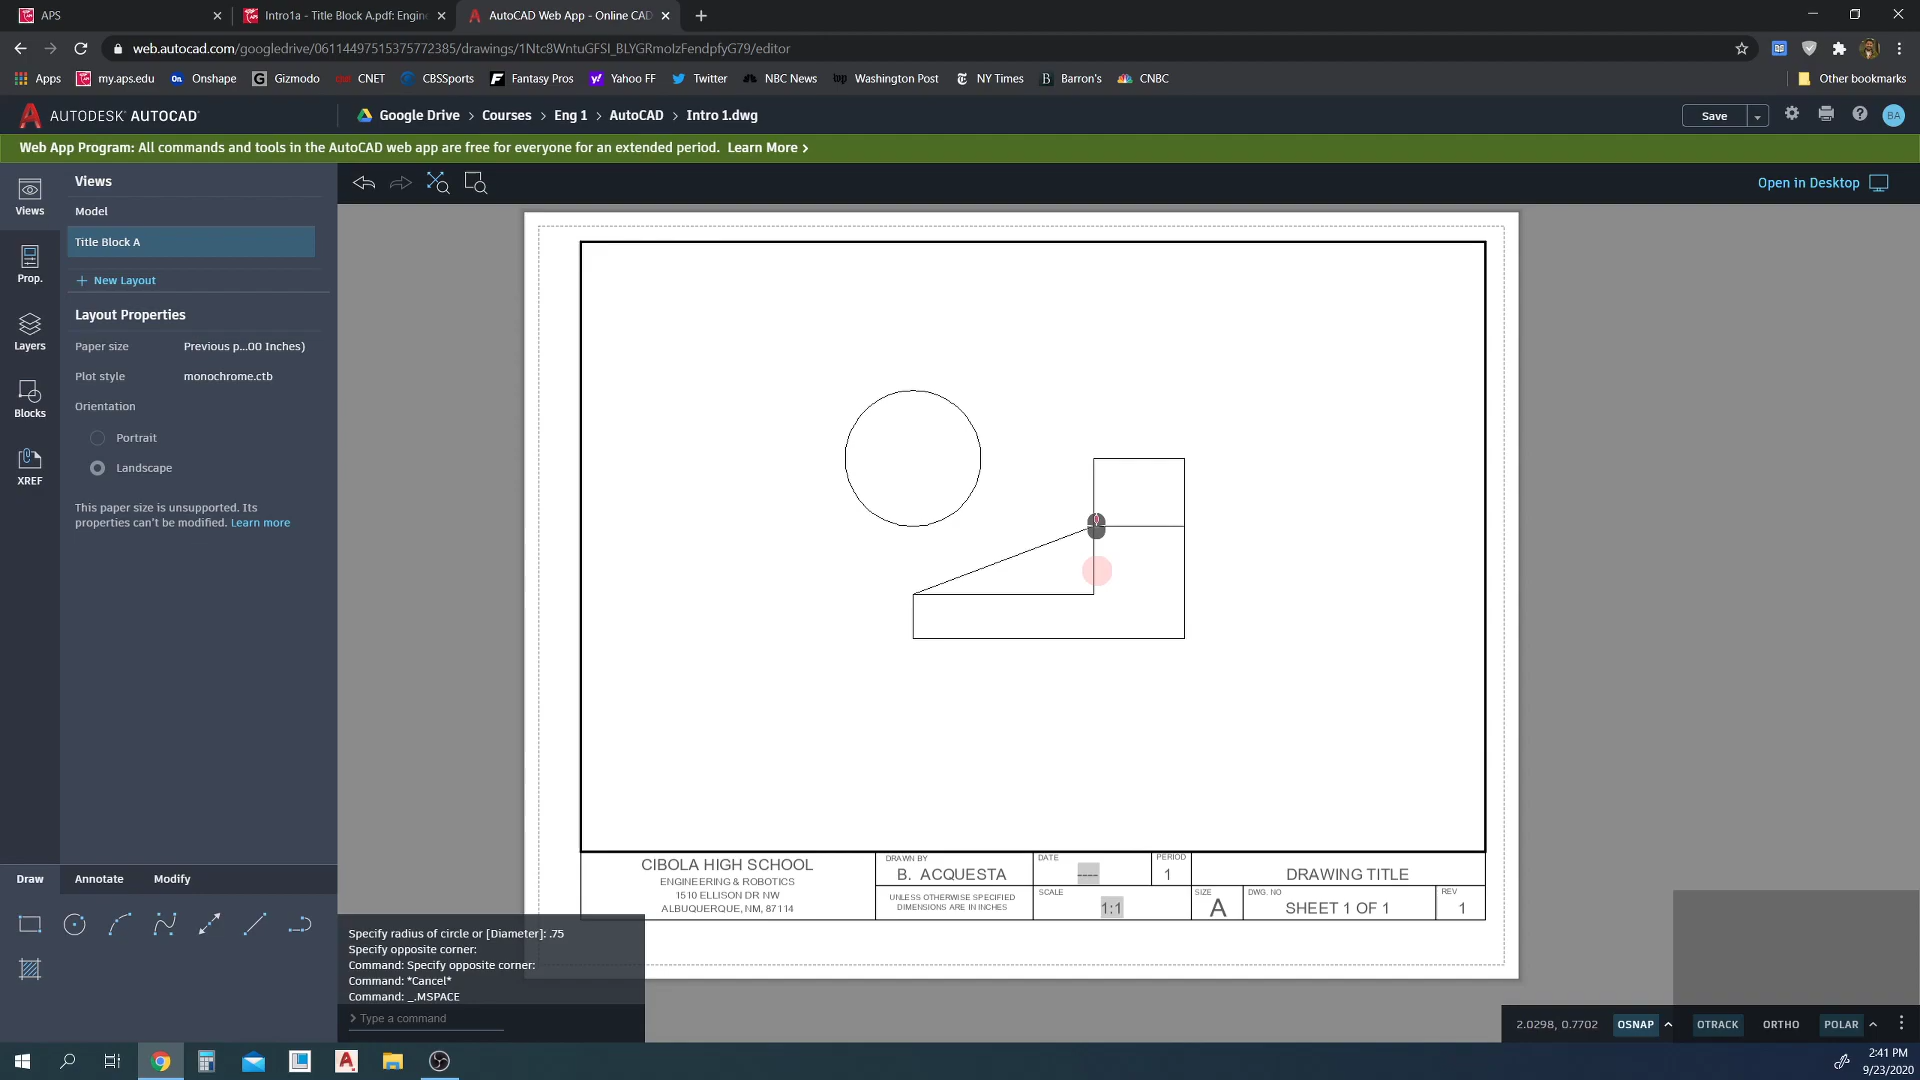 APS
Intro1a - Title Block A.pdf: Engin
AutoCAD Web App - Online CAD
web.autocad.com/googledrive/06114497515375772385/drawings/1Ntc8WntuGFSI_BLYGRmoIzFendpfyG79/editor
Apps
my.aps.edu
Onshape
Gizmodo
CNET
CBSSports
Fantasy Pros
Yahoo FF
Twitter
NBC News
Washington Post
NY Times
Barron's
CNBC
Other bookmarks
AUTODESK® AUTOCAD®
Google Drive > Courses > Eng 1 > AutoCAD > Intro 1.dwg
Save
BA
Web App Program: All commands and tools in the AutoCAD web app are free for everyone for an extended period. Learn More >
Views
Prop.
Layers
Blocks
XREF
Views
Model
Title Block A
+ New Layout
Layout Properties
Paper size Previous p...00 Inches)
Plot style monochrome.ctb
Orientation
Portrait
Landscape
This paper size is unsupported. Its
properties can't be modified. Learn more
Open in Desktop
CIBOLA HIGH SCHOOL
ENGINEERING & ROBOTICS
1510 ELLISON DR NW
ALBUQUERQUE, NM, 87114
DRAWN BY
B. ACQUESTA
UNLESS OTHERWISE SPECIFIED
DIMENSIONS ARE IN INCHES
DATE
----
PERIOD
1
SCALE
1:1
DRAWING TITLE
SIZE
A
DWG. NO
SHEET 1 OF 1
REV
1
Draw
Annotate
Modify
Specify radius of circle or [Diameter]: .75
Specify opposite corner:
Command: Specify opposite corner:
Command: *Cancel*
Command: _.MSPACE
Type a command
2.0298, 0.7702
OSNAP
OTRACK
ORTHO
POLAR
2:41 PM
9/23/2020